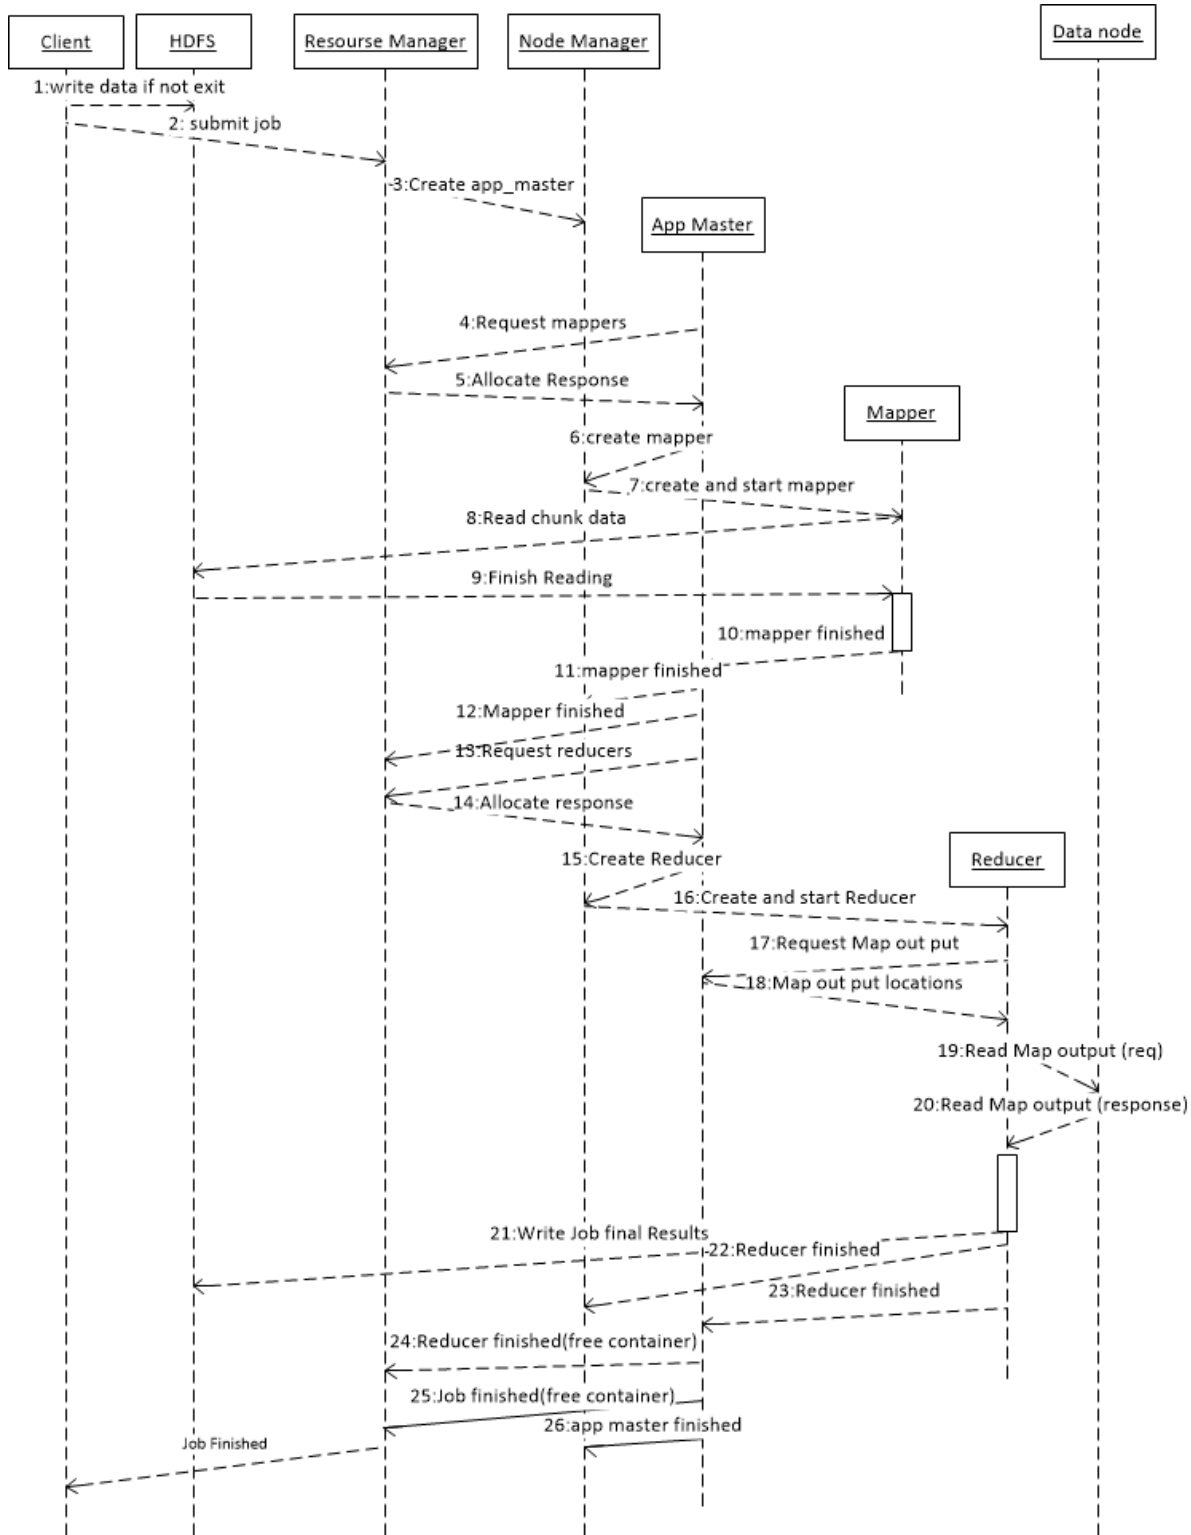 Client
HDFS
Resourse Manager
Node Manager
Data node
1:write data if not exit
2: submit job
3:Create app_master
App Master
4:Request mappers
5:Allocate Response
Mapper
6:create mapper
7:create and start mapper
8:Read chunk data
9:Finish Reading
10:mapper finished
11:mapper finished
12:Mapper finished
13:Request reducers
14:Allocate response
15:Create Reducer
Reducer
16:Create and start Reducer
17:Request Map out put
18:Map out put locations
19:Read Map output (req)
20:Read Map output (response)
21:Write Job final Results
22:Reducer finished
23:Reducer finished
24:Reducer finished(free container)
25:Job finished(free container)
26:app master finished
Job Finished